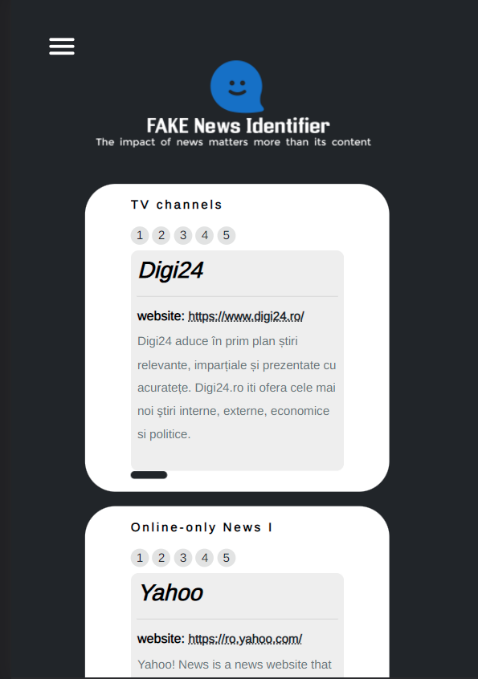 FAKE News Identifier
The impact of news matters more than its content
TV channels
1 2 3 4 5
Digi24
website: https://www.digi24.ro/
Digi24 aduce în prim plan știri
relevante, imparțiale și prezentate cu
acuratețe. Digi24.ro iti ofera cele mai
noi ştiri interne, externe, economice
si politice.
Online-only News I
1 2 3 4 5
Yahoo
website: https://ro.yahoo.com/
Yahoo! News is a news website that